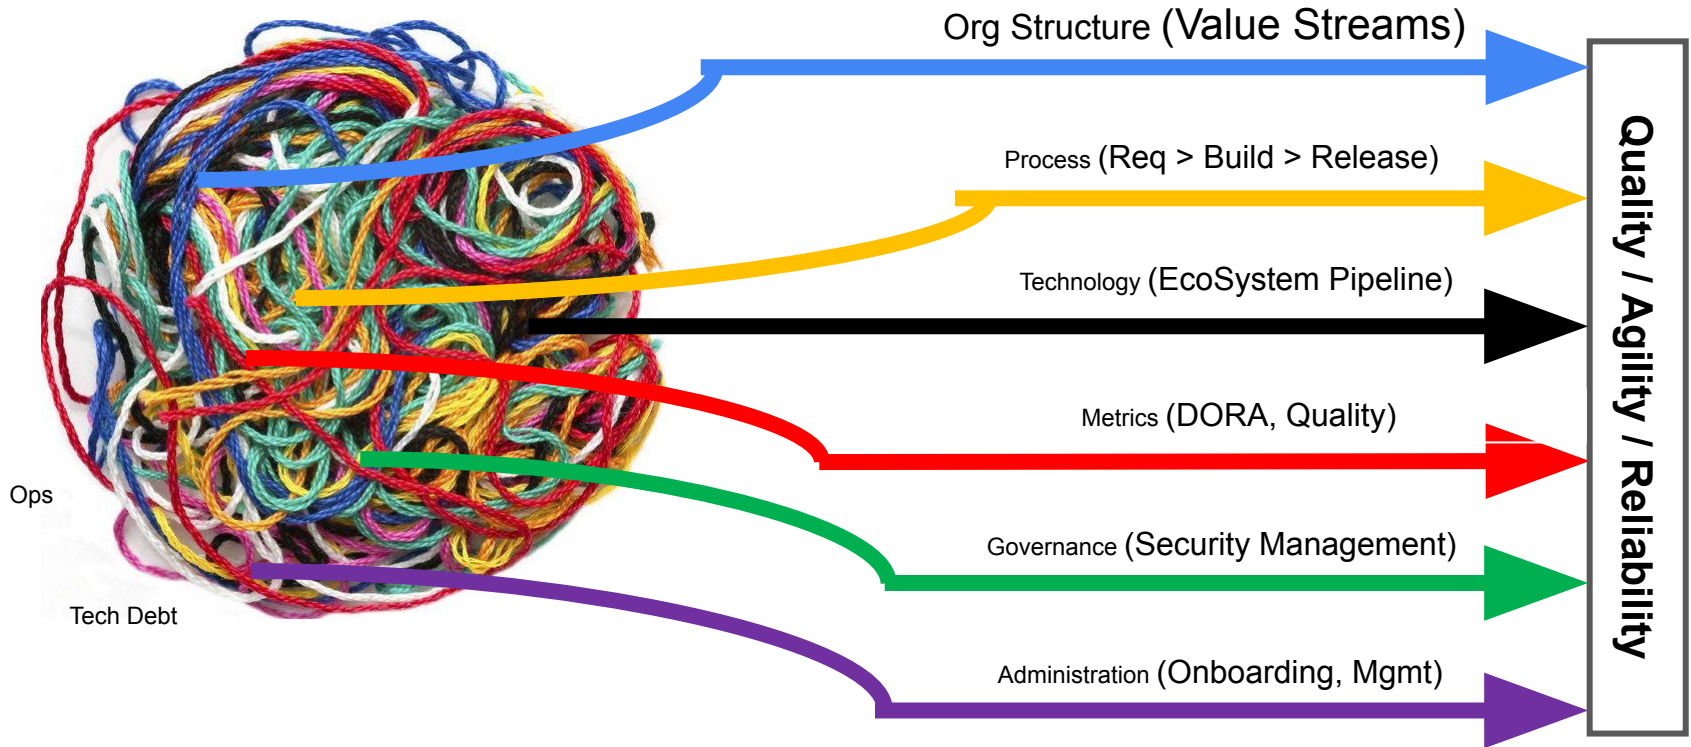 Org Structure (Value Streams)
Process (Req > Build > Release)
Technology (EcoSystem Pipeline)
Metrics (DORA, Quality)
Governance (Security Management)
Administration (Onboarding, Mgmt)
Ops
Tech Debt
Quality / Agility / Reliability